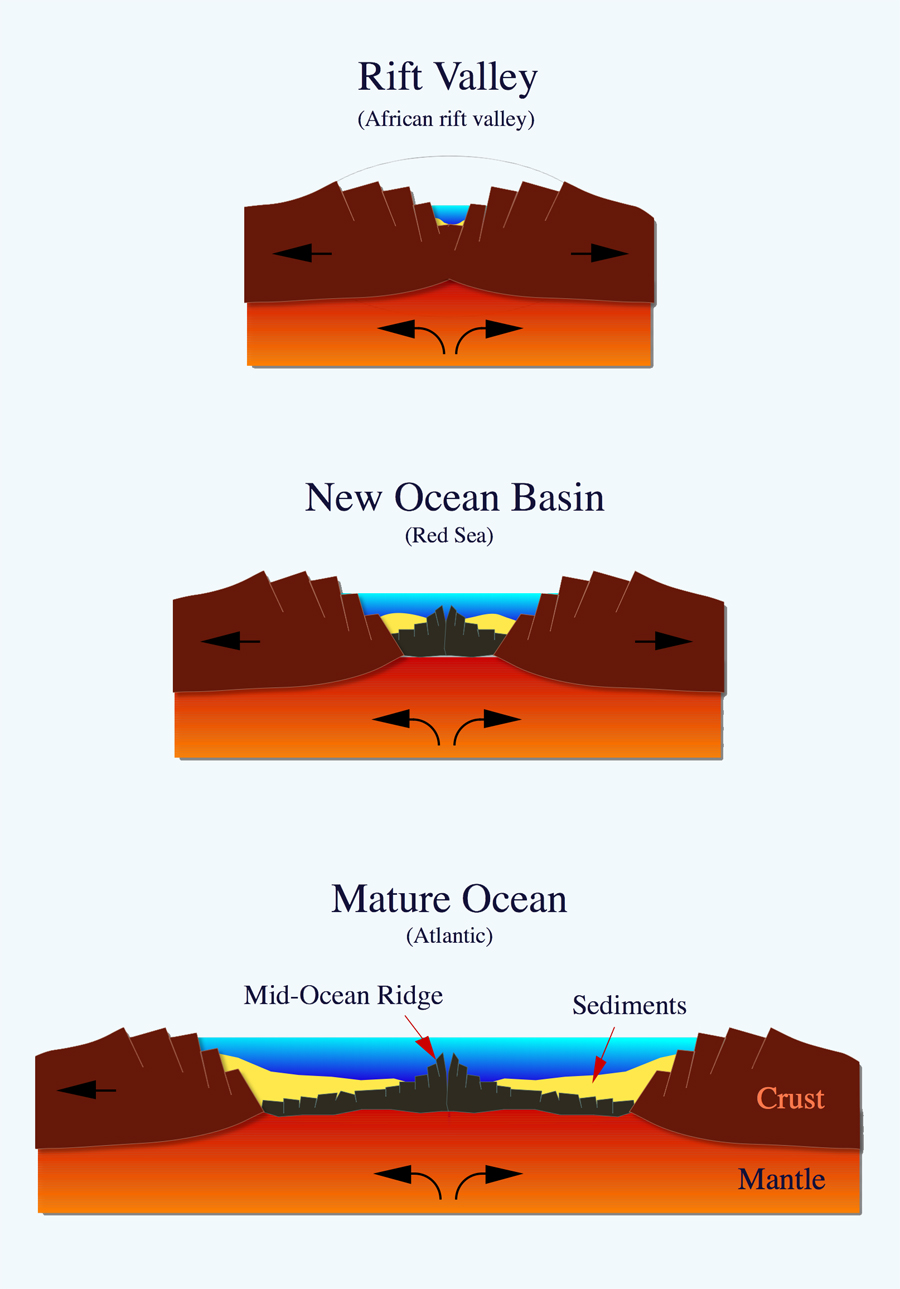 Rift Valley
(African rift valley)
New Ocean Basin
(Red Sea)
Mature Ocean
(Atlantic)
Mid-Ocean Ridge
Sediments
Crust
Mantle